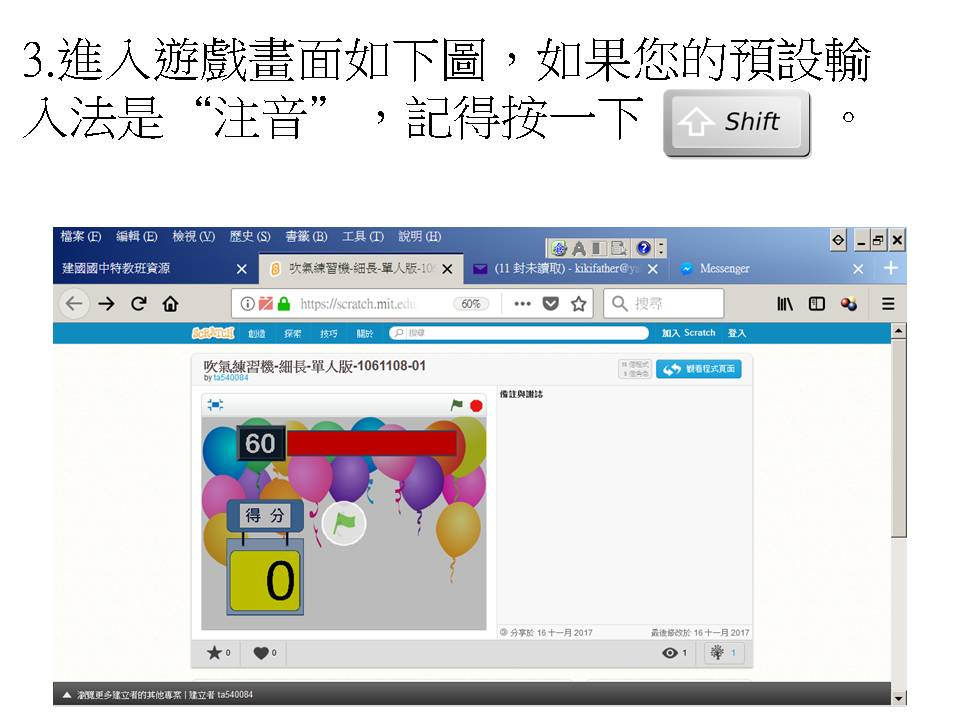 3.進入遊戲畫面如下圖，如果您的預設輸
入法是“注音”，記得按一下 Shift 。
檔案(F) 編輯(E) 檢視(V) 歷史(S) 書籤(B) 工具(T) 說明(H)
建國國中特教班資源
吹氣練習機-細長-單人版-10
(11 封未讀取) - kikifather@ya
Messenger
https://scratch.mit.edu
60%
搜尋
SCRATCH 創造 探索 技巧 關於 搜尋 加入 Scratch 登入
吹氣練習機-細長-單人版-1061108-01
by ta540084
觀看程式頁面
備註與謝誌
60
得 分
0
分享於 16 十一月 2017
最後修改於 16 十一月 2017
0
0
1
1
瀏覽更多建立者的其他專案 | 建立者 ta540084